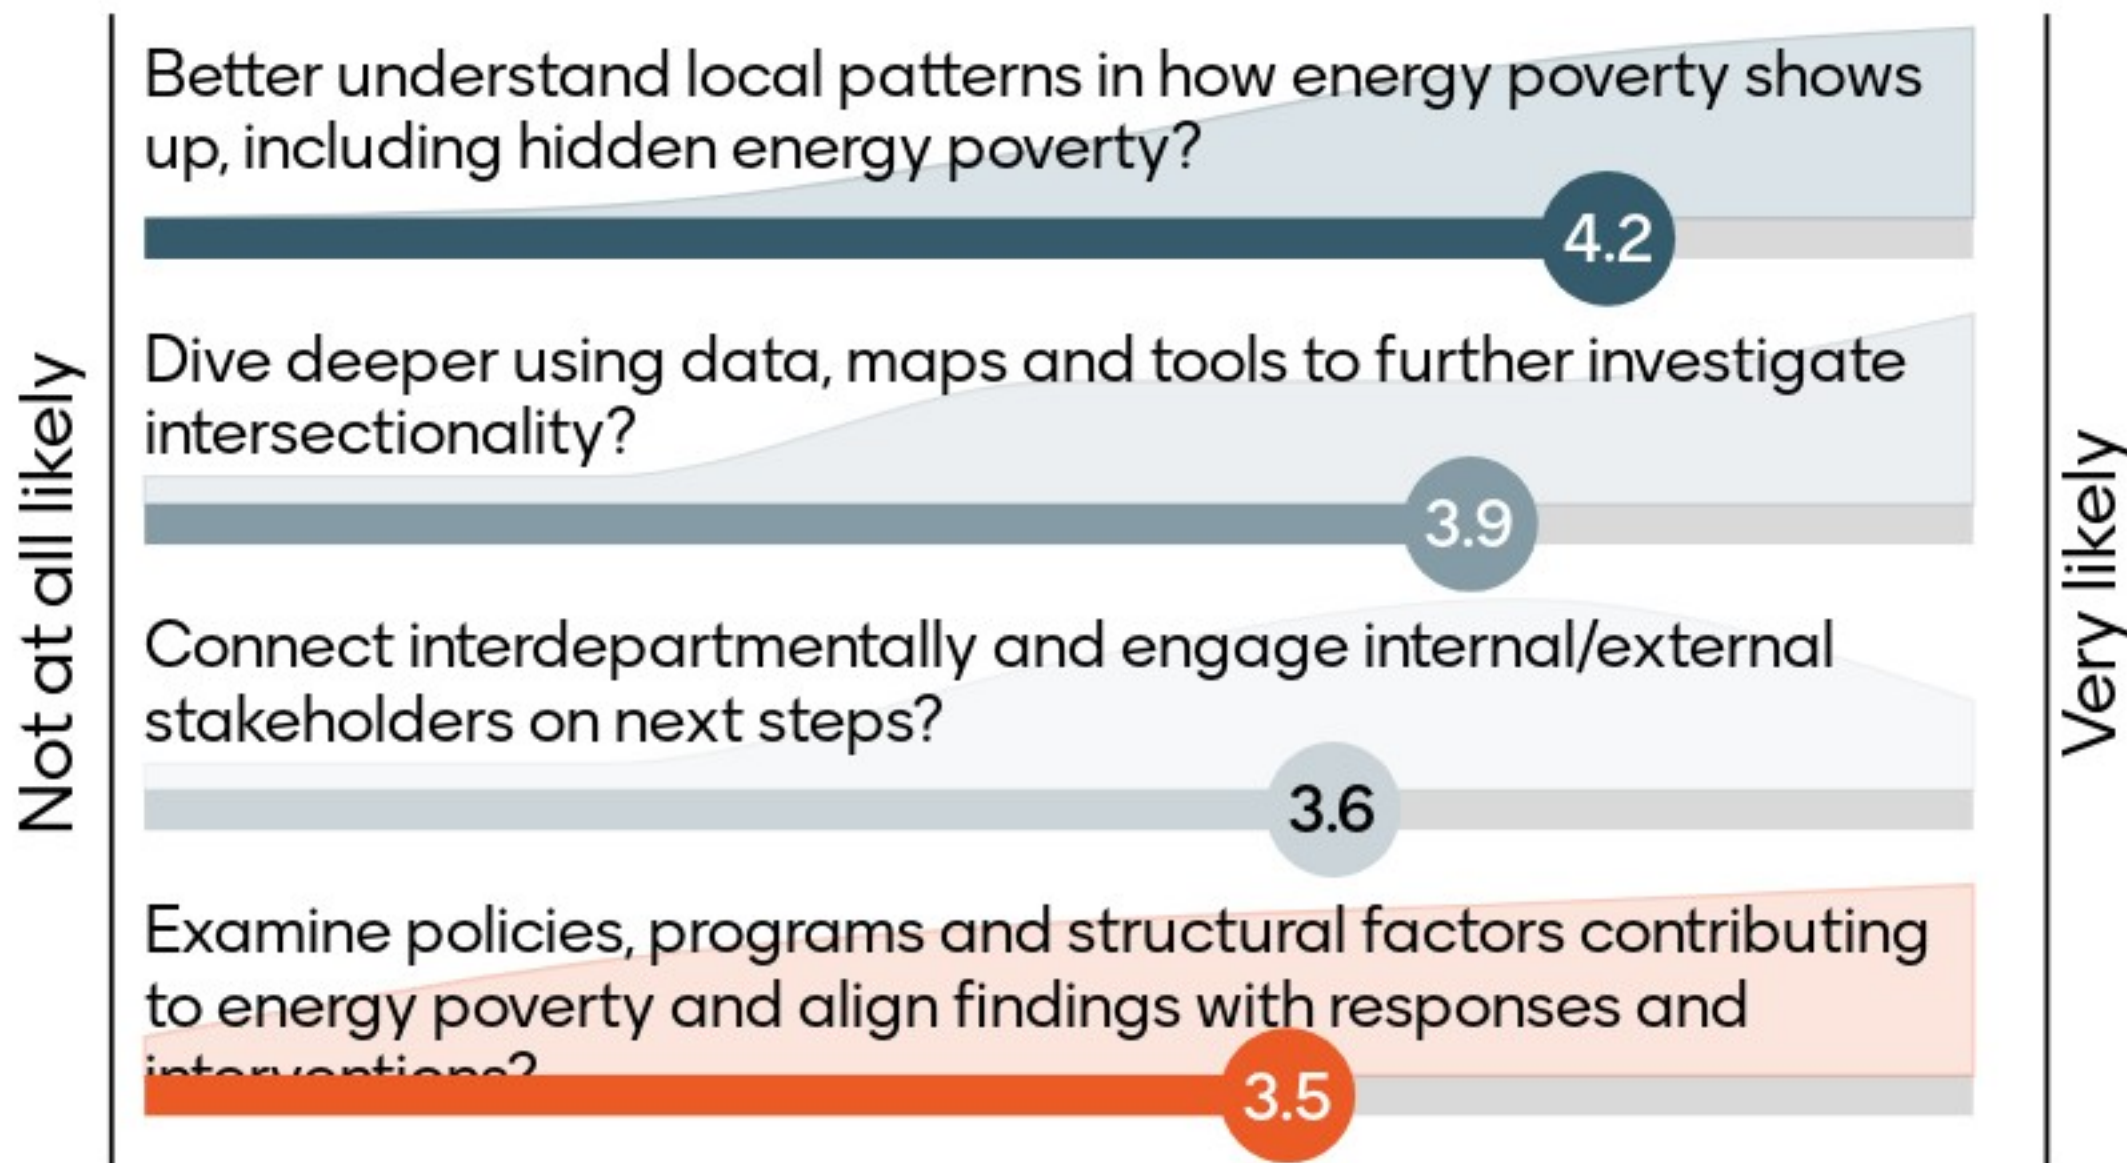 Not at all likely
Better understand local patterns in how energy poverty shows
up, including hidden energy poverty?
4.2
Dive deeper using data, maps and tools to further investigate
intersectionality?
3.9
Connect interdepartmentally and engage internal/external
stakeholders on next steps?
3.6
Examine policies, programs and structural factors contributing
to energy poverty and align findings with responses and
interventions?
3.5
Very likely